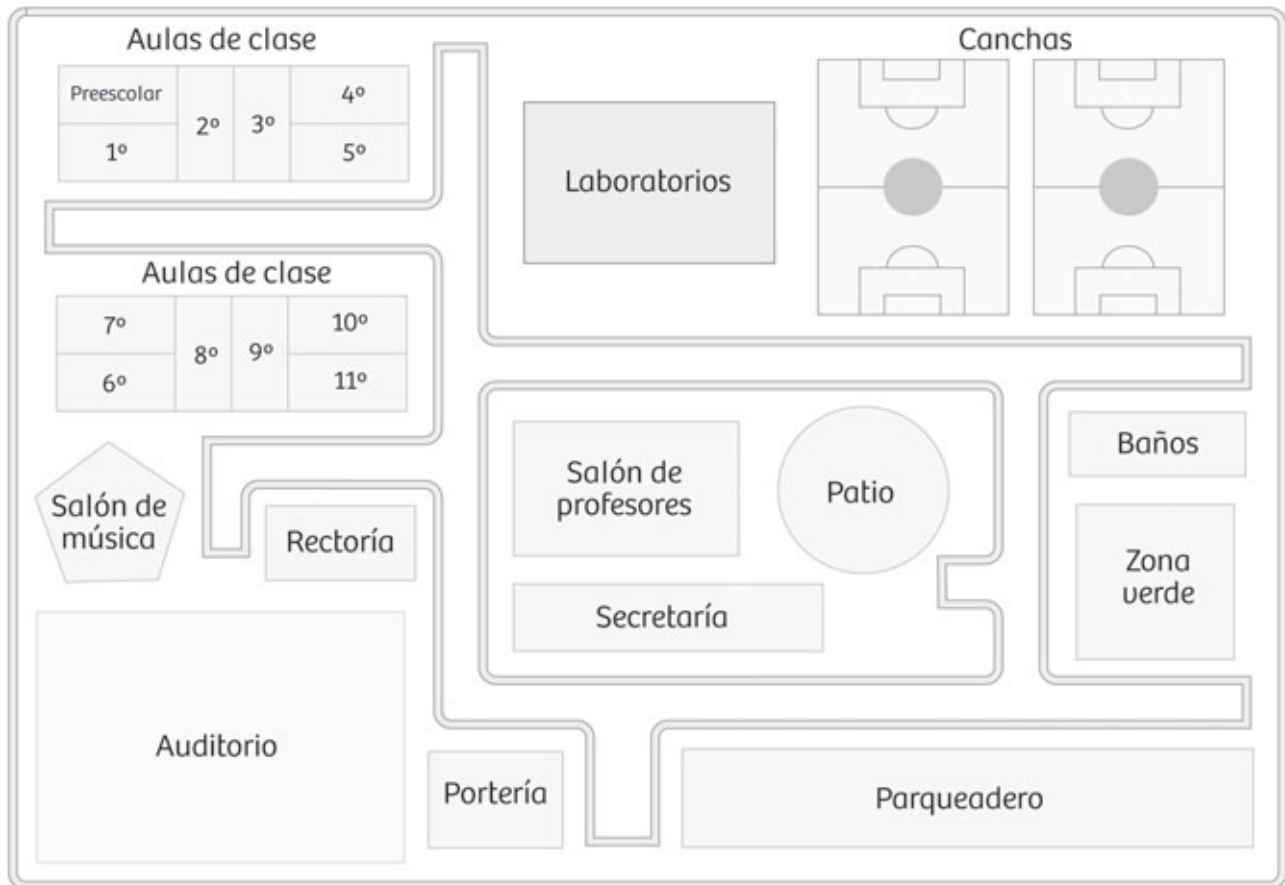 Aulas de clase
Preescolar
1º
2º
3º
4º
5º
Laboratorios
Canchas
Aulas de clase
7º
6º
8º
9º
10º
11º
Salón de
música
Rectoría
Salón de
profesores
Patio
Secretaría
Baños
Zona
verde
Auditorio
Portería
Parqueadero